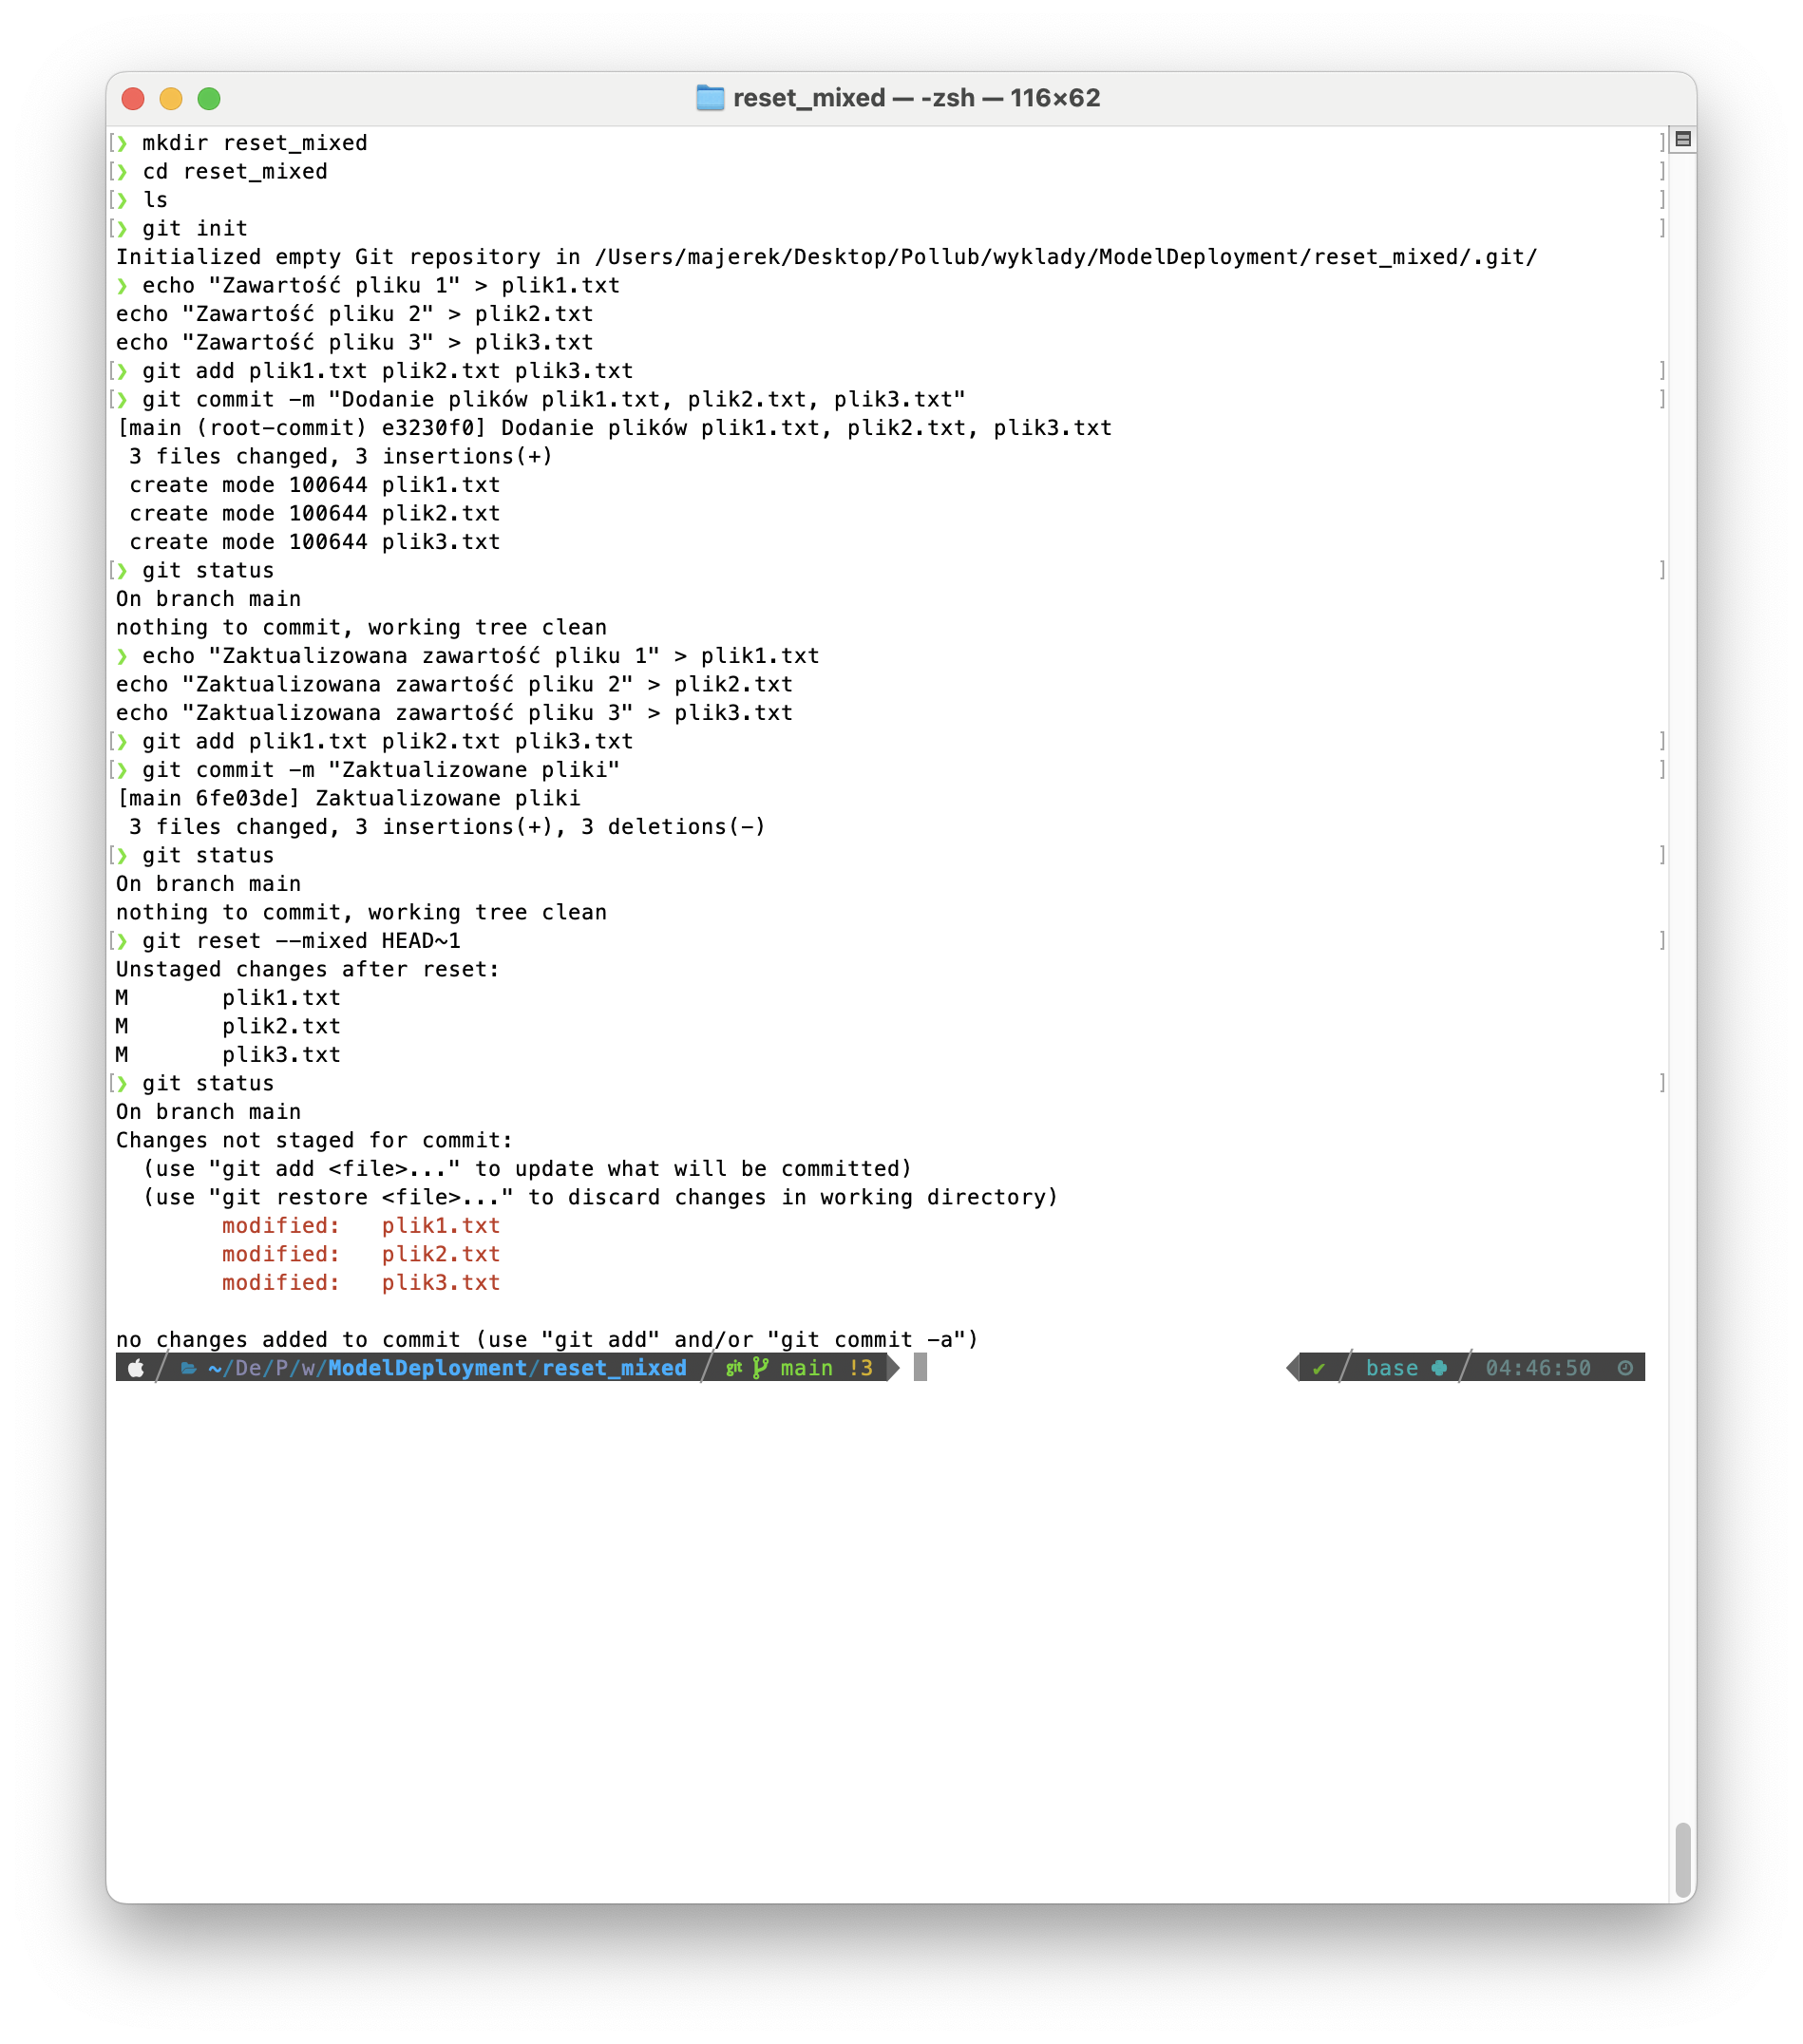 reset_mixed — -zsh — 116×62
❯ mkdir reset_mixed
❯ cd reset_mixed
❯ ls
❯ git init
Initialized empty Git repository in /Users/majerek/Desktop/Pollub/wyklady/ModelDeployment/reset_mixed/.git/
❯ echo "Zawartość pliku 1" > plik1.txt
echo "Zawartość pliku 2" > plik2.txt
echo "Zawartość pliku 3" > plik3.txt
❯ git add plik1.txt plik2.txt plik3.txt
❯ git commit -m "Dodanie plików plik1.txt, plik2.txt, plik3.txt"
[main (root-commit) e3230f0] Dodanie plików plik1.txt, plik2.txt, plik3.txt
 3 files changed, 3 insertions(+)
 create mode 100644 plik1.txt
 create mode 100644 plik2.txt
 create mode 100644 plik3.txt
❯ git status
On branch main
nothing to commit, working tree clean
❯ echo "Zaktualizowana zawartość pliku 1" > plik1.txt
echo "Zaktualizowana zawartość pliku 2" > plik2.txt
echo "Zaktualizowana zawartość pliku 3" > plik3.txt
❯ git add plik1.txt plik2.txt plik3.txt
❯ git commit -m "Zaktualizowane pliki"
[main 6fe03de] Zaktualizowane pliki
 3 files changed, 3 insertions(+), 3 deletions(-)
❯ git status
On branch main
nothing to commit, working tree clean
❯ git reset --mixed HEAD~1
Unstaged changes after reset:
M       plik1.txt
M       plik2.txt
M       plik3.txt
❯ git status
On branch main
Changes not staged for commit:
  (use "git add <file>..." to update what will be committed)
  (use "git restore <file>..." to discard changes in working directory)
        modified:   plik1.txt
        modified:   plik2.txt
        modified:   plik3.txt
no changes added to commit (use "git add" and/or "git commit -a")
~/De/P/w/ModelDeployment/reset_mixed git main !3 ✔ base 04:46:50